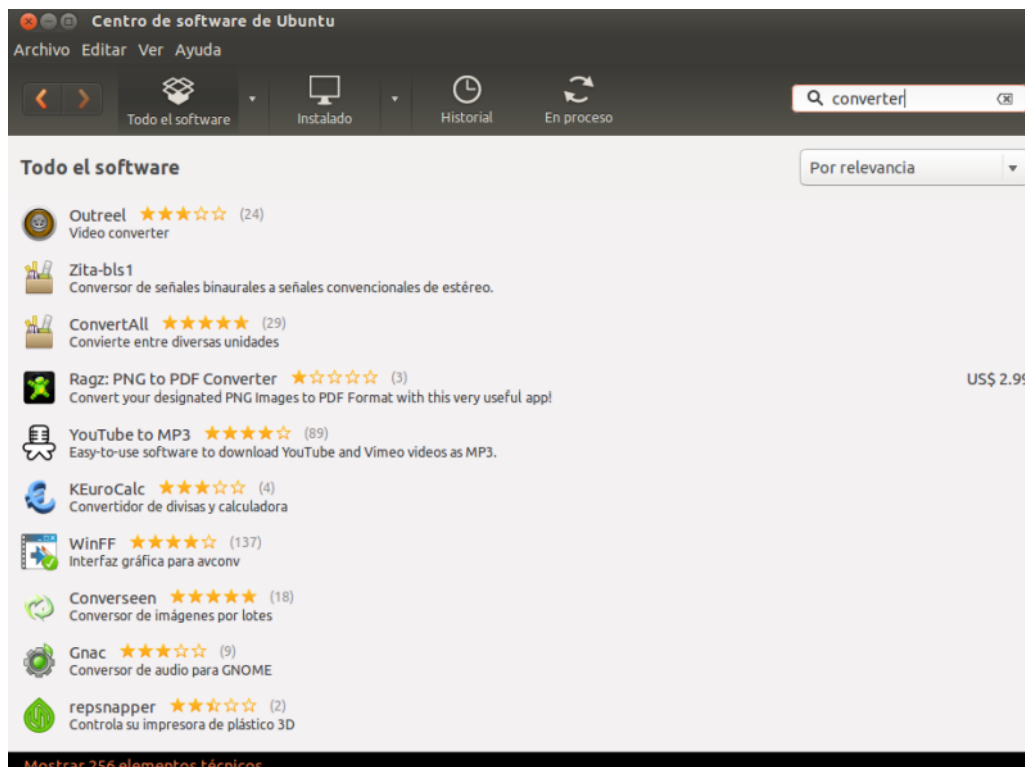 Centro de software de Ubuntu
Archivo Editar Ver Ayuda
Todo el software
Instalado
Historial
En proceso
converter
Todo el software
Por relevancia
Outreel (24)
Video converter
Zita-bls1
Conversor de señales binaurales a señales convencionales de estéreo.
ConvertAll (29)
Convierte entre diversas unidades
Ragz: PNG to PDF Converter (3)
US$ 2.99
Convert your designated PNG Images to PDF Format with this very useful app!
YouTube to MP3 (89)
Easy-to-use software to download YouTube and Vimeo videos as MP3.
KEuroCalc (4)
Convertidor de divisas y calculadora
WinFF (137)
Interfaz gráfica para avconv
Converseen (18)
Conversor de imágenes por lotes
Gnac (9)
Conversor de audio para GNOME
repsnapper (2)
Controla su impresora de plástico 3D
Mostrar 256 elementos técnicos